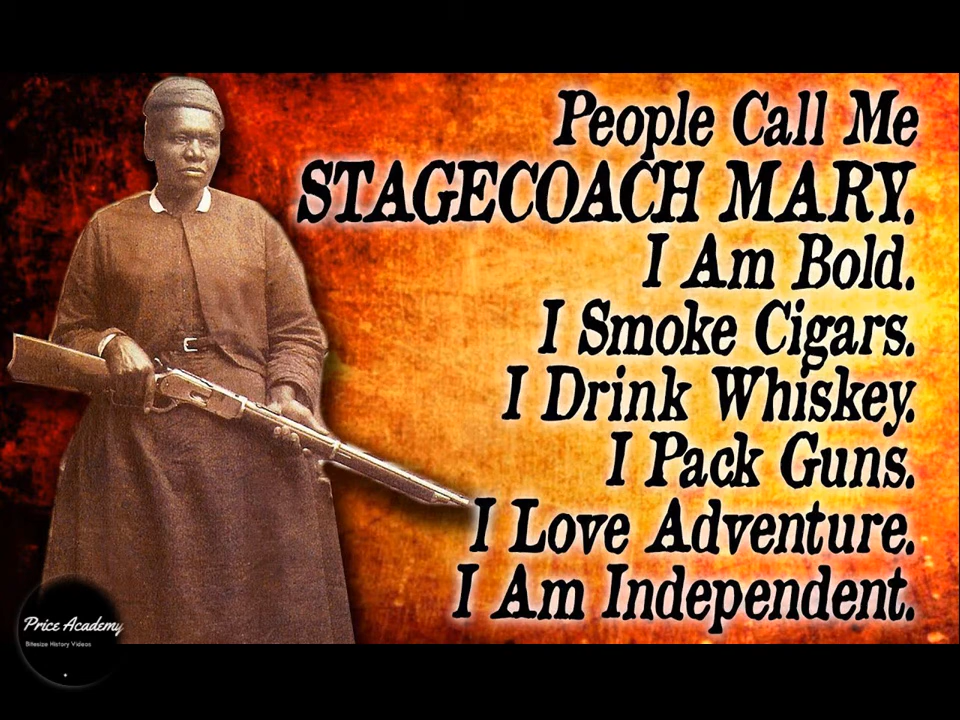 People Call Me
STAGECOACH MARY.
I Am Bold.
I Smoke Cigars.
I Drink Whiskey.
I Pack Guns.
I Love Adventure.
I Am Independent.
Price Academy
Bitesize History Videos